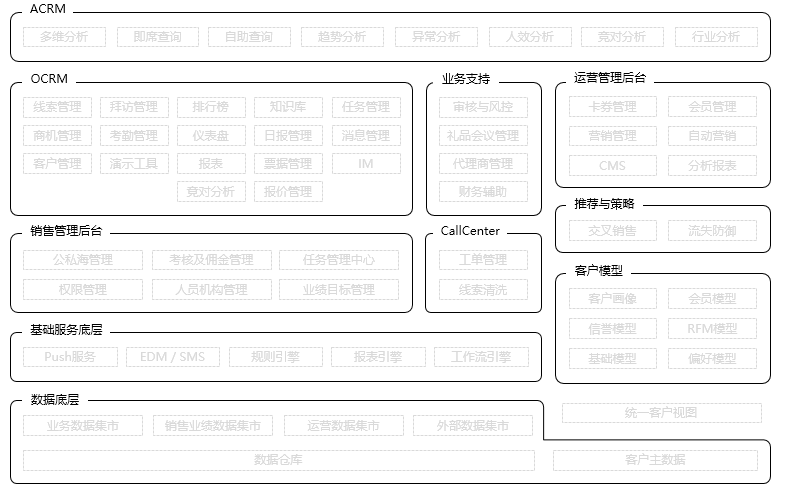 ACRM
多维分析 即席查询 自助查询 趋势分析 异常分析 人效分析 竞对分析 行业分析
OCRM
线索管理 拜访管理 排行榜 知识库 任务管理
商机管理 考勤管理 仪表盘 日报管理 消息管理
客户管理 演示工具 报表 票据管理 IM
竞对分析 报价管理
业务支持
审核与风控
礼品会议管理
代理商管理
财务辅助
运营管理后台
卡券管理 会员管理
营销管理 自动营销
CMS 分析报表
推荐与策略
交叉销售 流失防御
销售管理后台
公私海管理 考核及佣金管理 任务管理中心
权限管理 人员机构管理 业绩目标管理
CallCenter
工单管理
线索清洗
客户模型
客户画像 会员模型
信誉模型 RFM模型
基础模型 偏好模型
基础服务底层
Push服务 EDM / SMS 规则引擎 报表引擎 工作流引擎
数据底层
业务数据集市 销售业绩数据集市 运营数据集市 外部数据集市
统一客户视图
数据仓库 客户主数据